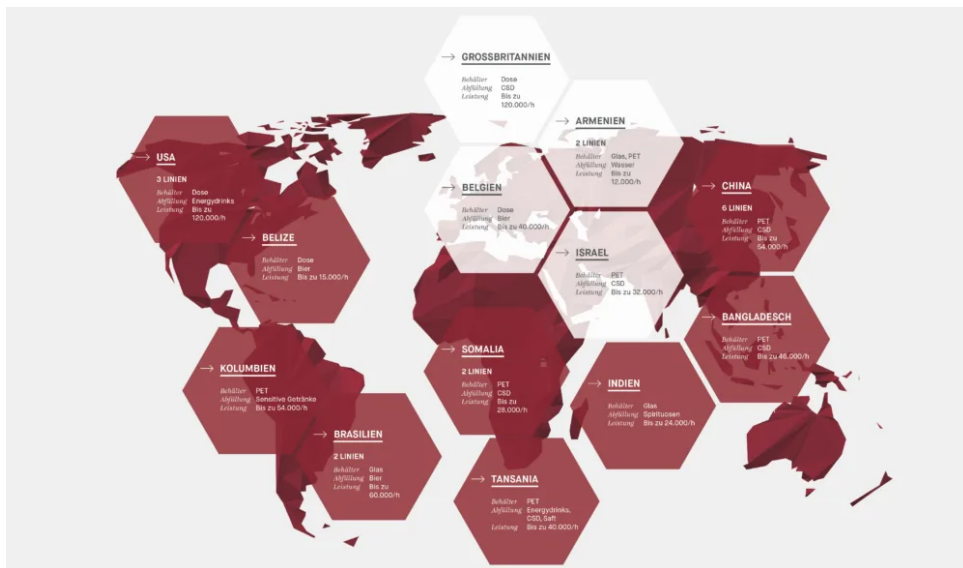 → GROSSBRITANNIEN
Behälter Dose
Abfüllung CSD
Leistung Bis zu
120.000/h
→ ARMENIEN
2 LINIEN
Behälter Glas, PET
Abfüllung Wasser
Leistung Bis zu
12.000/h
→ USA
3 LINIEN
Behälter Dose
Abfüllung Energydrinks
Leistung Bis zu
120.000/h
→ BELGIEN
Behälter Dose
Abfüllung Bier
Leistung Bis zu 40.000/h
→ CHINA
6 LINIEN
Behälter PET
Abfüllung CSD
Leistung Bis zu
54.000/h
→ BELIZE
Behälter Dose
Abfüllung Bier
Leistung Bis zu 15.000/h
→ ISRAEL
Behälter PET
Abfüllung CSD
Leistung Bis zu 32.000/h
→ BANGLADESCH
Behälter PET
Abfüllung CSD
Leistung Bis zu 46.000/h
→ SOMALIA
2 LINIEN
Behälter PET
Abfüllung CSD
Leistung Bis zu
28.000/h
→ KOLUMBIEN
Behälter PET
Abfüllung Sensitive Getränke
Leistung Bis zu 54.000/h
→ INDIEN
Behälter Glas
Abfüllung Spirituosen
Leistung Bis zu 24.000/h
→ BRASILIEN
2 LINIEN
Behälter Glas
Abfüllung Bier
Leistung Bis zu
60.000/h
→ TANSANIA
Behälter PET
Abfüllung Energydrinks,
CSD, Saft
Leistung Bis zu 40.000/h